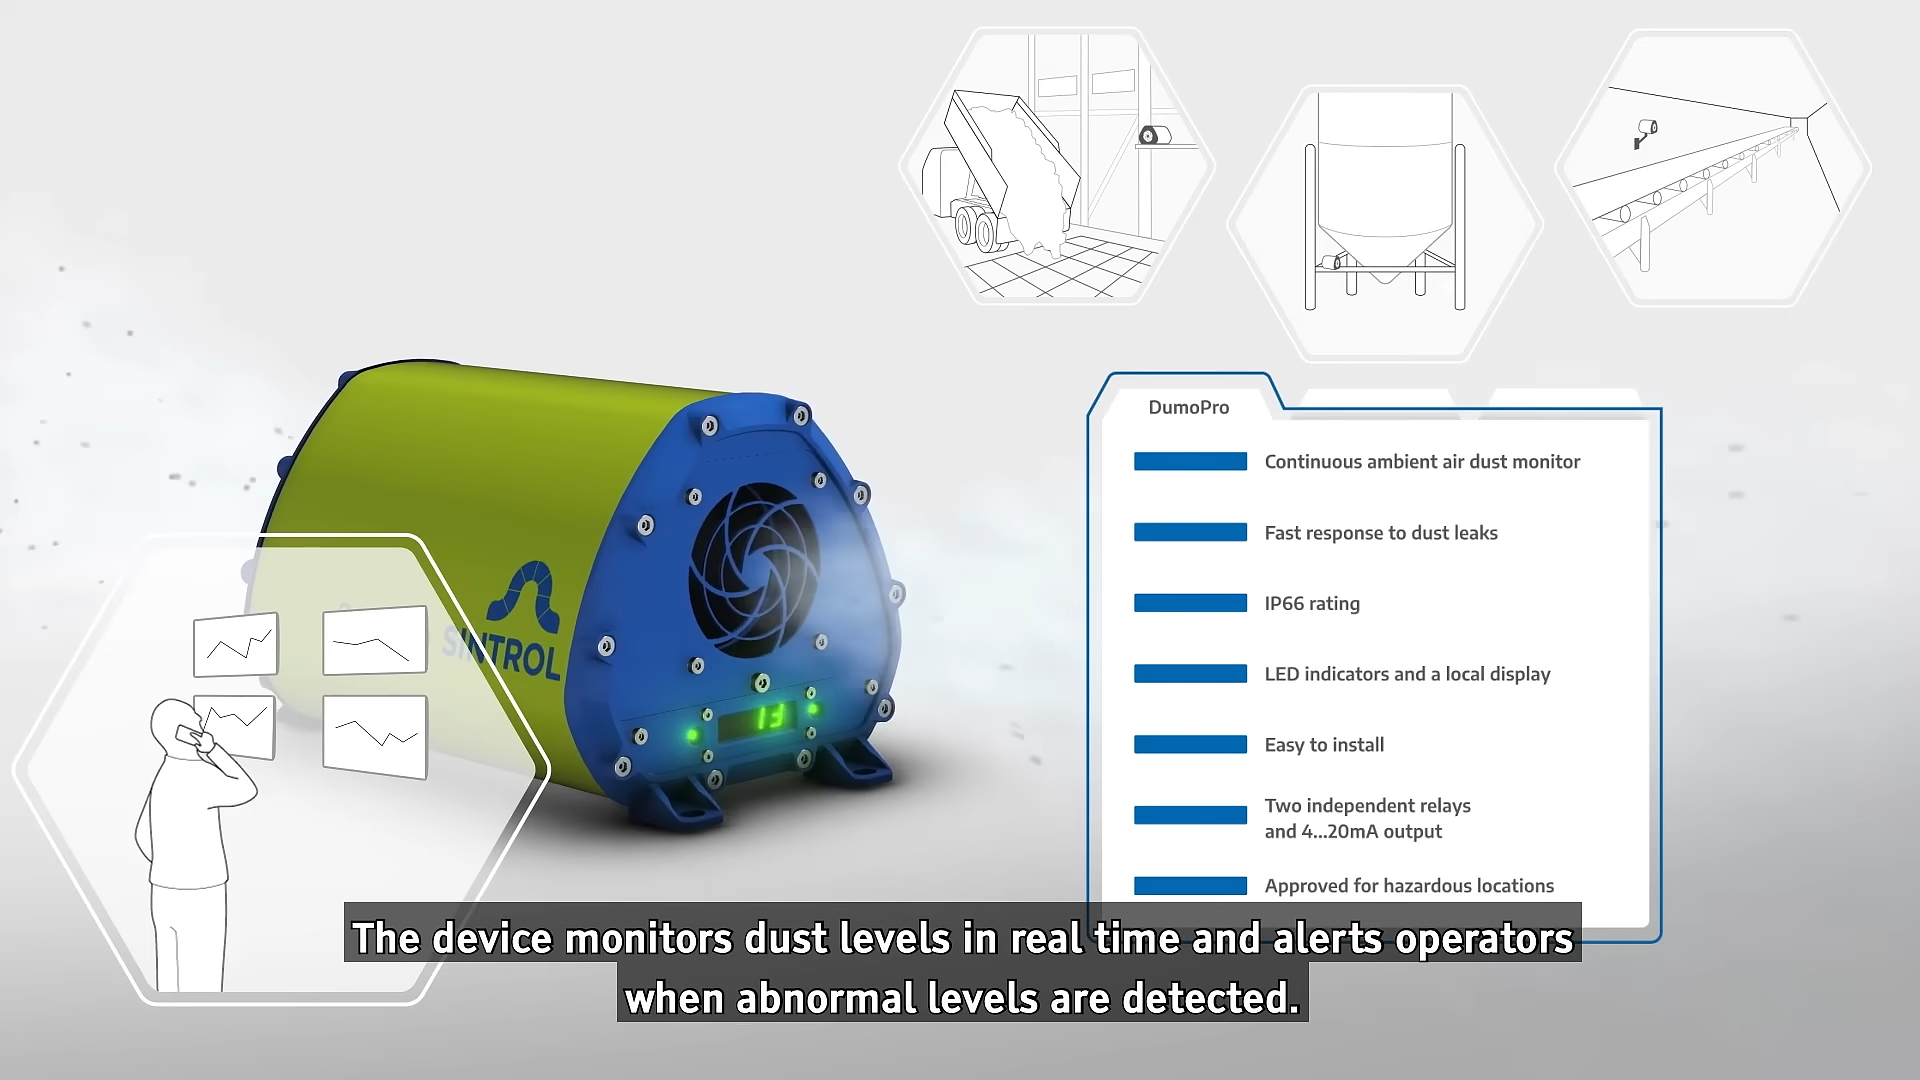 DumoPro
Continuous ambient air dust monitor
Fast response to dust leaks
IP66 rating
LED indicators and a local display
Easy to install
Two independent relays
and 4...20mA output
Approved for hazardous locations
SINTROL
13
The device monitors dust levels in real time and alerts operators
when abnormal levels are detected.